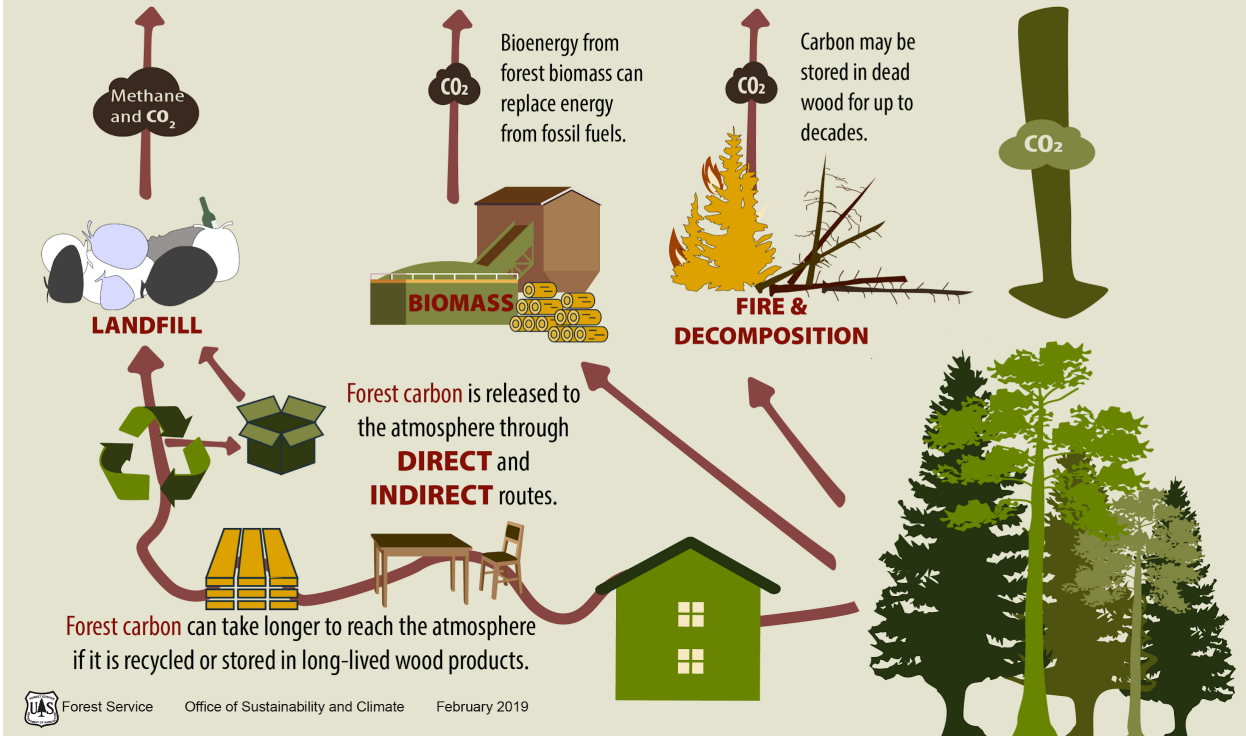 Methane
and CO₂
CO₂
Bioenergy from
forest biomass can
replace energy
from fossil fuels.
CO₂
Carbon may be
stored in dead
wood for up to
decades.
CO₂
LANDFILL
BIOMASS
FIRE &
DECOMPOSITION
Forest carbon is released to
the atmosphere through
DIRECT and
INDIRECT routes.
Forest carbon can take longer to reach the atmosphere
if it is recycled or stored in long-lived wood products.
U S
Forest Service Office of Sustainability and Climate February 2019